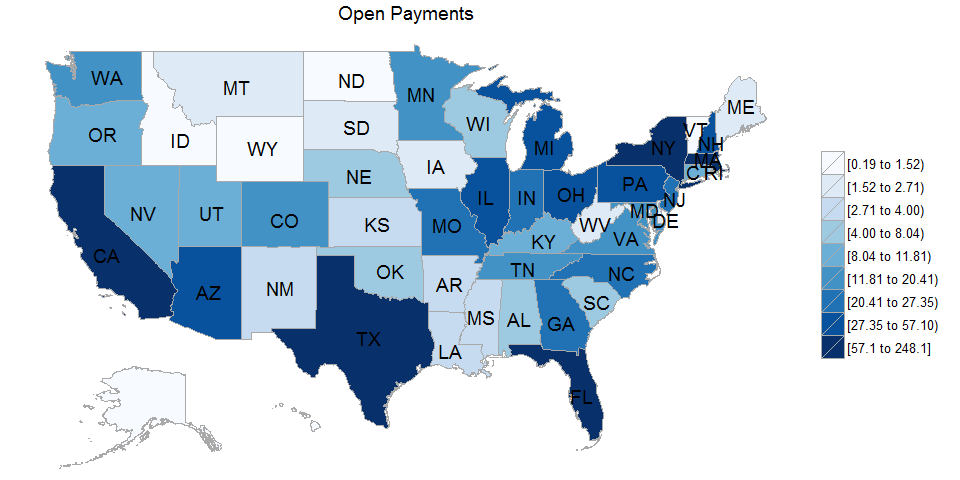 Open Payments
WA
MT
ND
MN
ME
OR
ID
SD
WI
VT
NH
WY
MI
NY
MA
IA
C RI
NE
PA
NV
UT
CO
IL
IN
OH
NJ
KS
MO
WV
MD
DE
KY
VA
CA
OK
TN
NC
AZ
NM
AR
SC
MS
AL
GA
TX
LA
FL
[0.19 to 1.52)
[1.52 to 2.71)
[2.71 to 4.00)
[4.00 to 8.04)
[8.04 to 11.81)
[11.81 to 20.41)
[20.41 to 27.35)
[27.35 to 57.10)
[57.1 to 248.1]